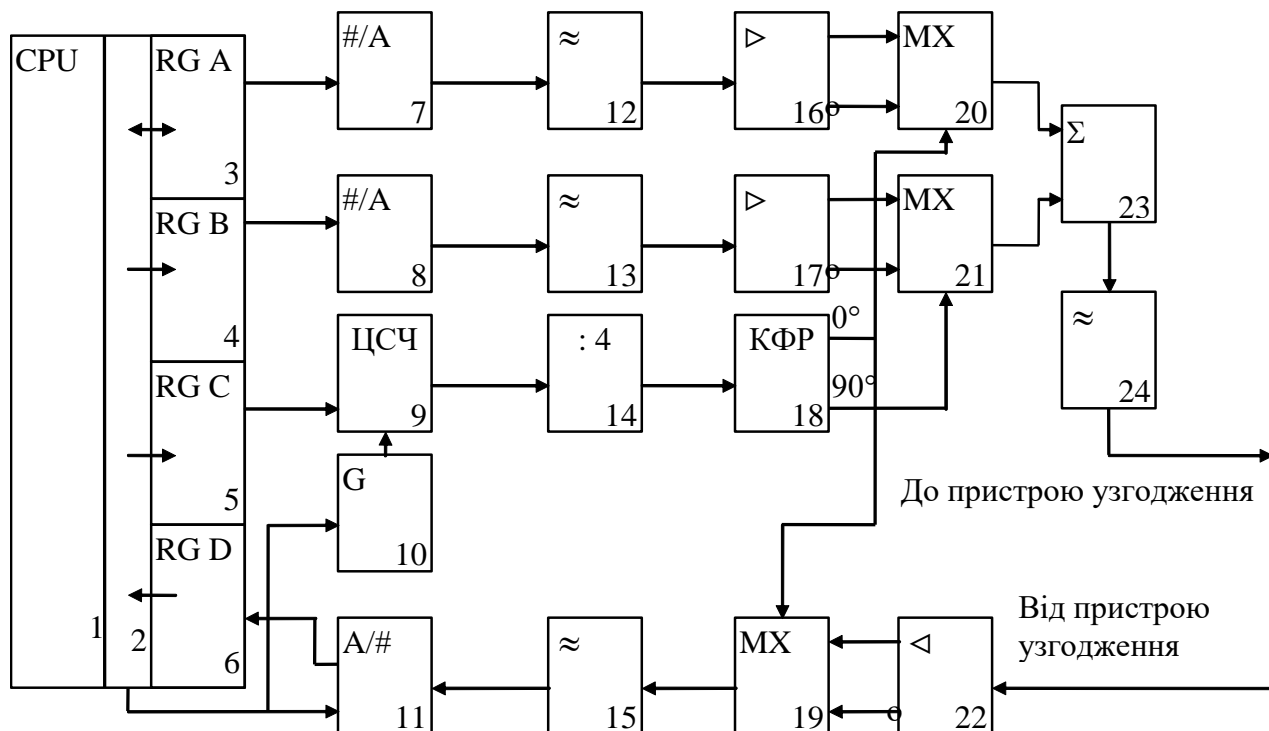 CPU
1
2
RG A
3
RG B
4
RG C
5
RG D
6
#/A
7
≈
12
▷
16
MX
20
Σ
23
#/A
8
≈
13
▷
17
MX
21
ЦСЧ
9
: 4
14
КФР
18
0°
90°
≈
24
G
10
До пристрою узгодження
A/#
11
≈
15
MX
19
◁
22
Від пристрою
узгодження